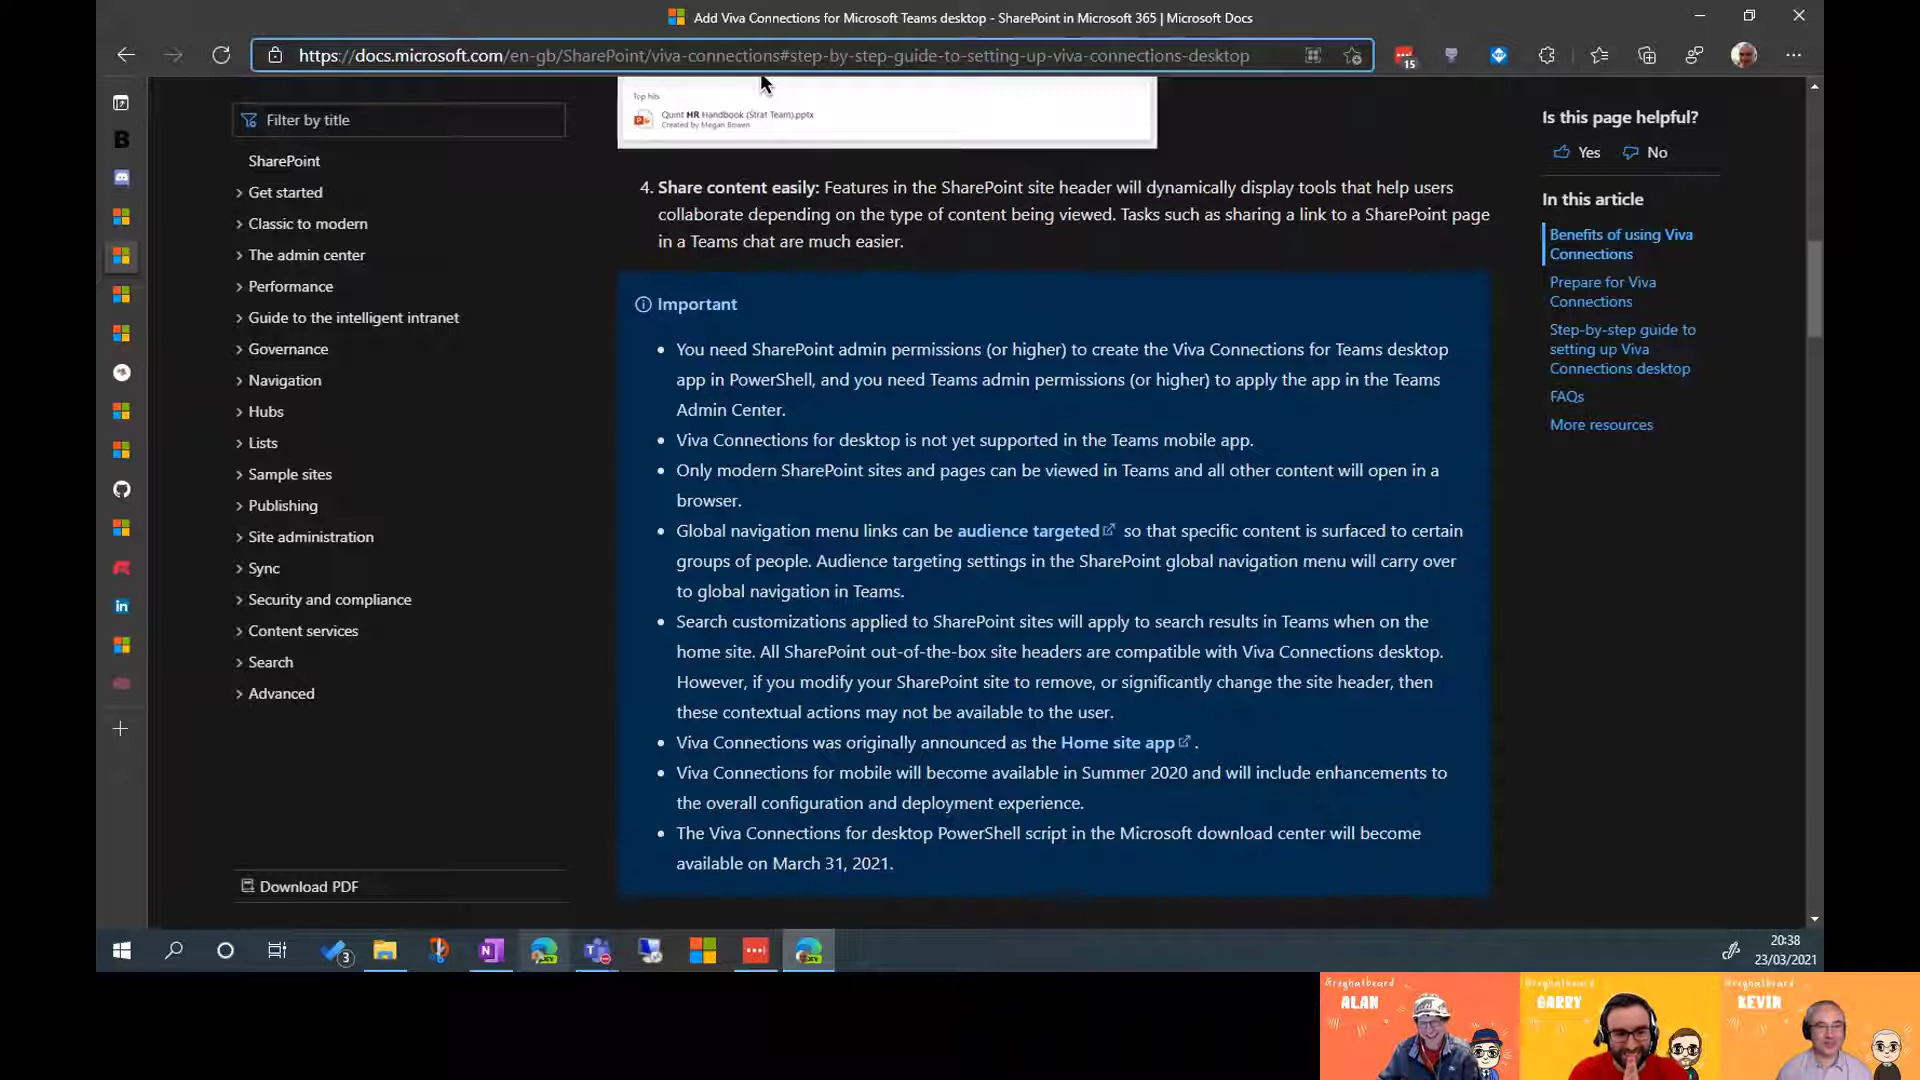 Add Viva Connections for Microsoft Teams desktop - SharePoint in Microsoft 365 | Microsoft Docs
https://docs.microsoft.com/en-gb/SharePoint/viva-connections#step-by-step-guide-to-setting-up-viva-connections-desktop
15
Filter by title
SharePoint
Get started
Classic to modern
The admin center
Performance
Guide to the intelligent intranet
Governance
Navigation
Hubs
Lists
Sample sites
Publishing
Site administration
Sync
Security and compliance
Content services
Search
Advanced
Download PDF
Top hits
Quint HR Handbook (Strat Team).pptx
Created by Megan Bowen
4. Share content easily: Features in the SharePoint site header will dynamically display tools that help users
collaborate depending on the type of content being viewed. Tasks such as sharing a link to a SharePoint page
in a Teams chat are much easier.
Important
• You need SharePoint admin permissions (or higher) to create the Viva Connections for Teams desktop
app in PowerShell, and you need Teams admin permissions (or higher) to apply the app in the Teams
Admin Center.
• Viva Connections for desktop is not yet supported in the Teams mobile app.
• Only modern SharePoint sites and pages can be viewed in Teams and all other content will open in a
browser.
• Global navigation menu links can be audience targeted so that specific content is surfaced to certain
groups of people. Audience targeting settings in the SharePoint global navigation menu will carry over
to global navigation in Teams.
• Search customizations applied to SharePoint sites will apply to search results in Teams when on the
home site. All SharePoint out-of-the-box site headers are compatible with Viva Connections desktop.
However, if you modify your SharePoint site to remove, or significantly change the site header, then
these contextual actions may not be available to the user.
• Viva Connections was originally announced as the Home site app .
• Viva Connections for mobile will become available in Summer 2020 and will include enhancements to
the overall configuration and deployment experience.
• The Viva Connections for desktop PowerShell script in the Microsoft download center will become
available on March 31, 2021.
Is this page helpful?
Yes No
In this article
Benefits of using Viva
Connections
Prepare for Viva
Connections
Step-by-step guide to
setting up Viva
Connections desktop
FAQs
More resources
3
20:38
23/03/2021
@greyhatbeard
ALAN
@greyhatbeard
GARRY
@greyhatbeard
KEVIN